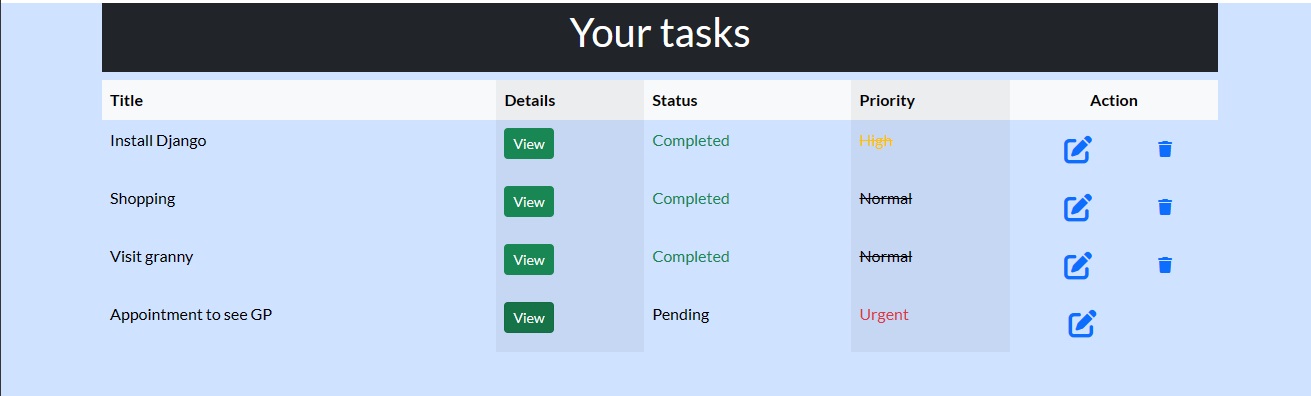 Your tasks
Title Details Status Priority Action
Install Django View Completed High
Shopping View Completed Normal
Visit granny View Completed Normal
Appointment to see GP View Pending Urgent